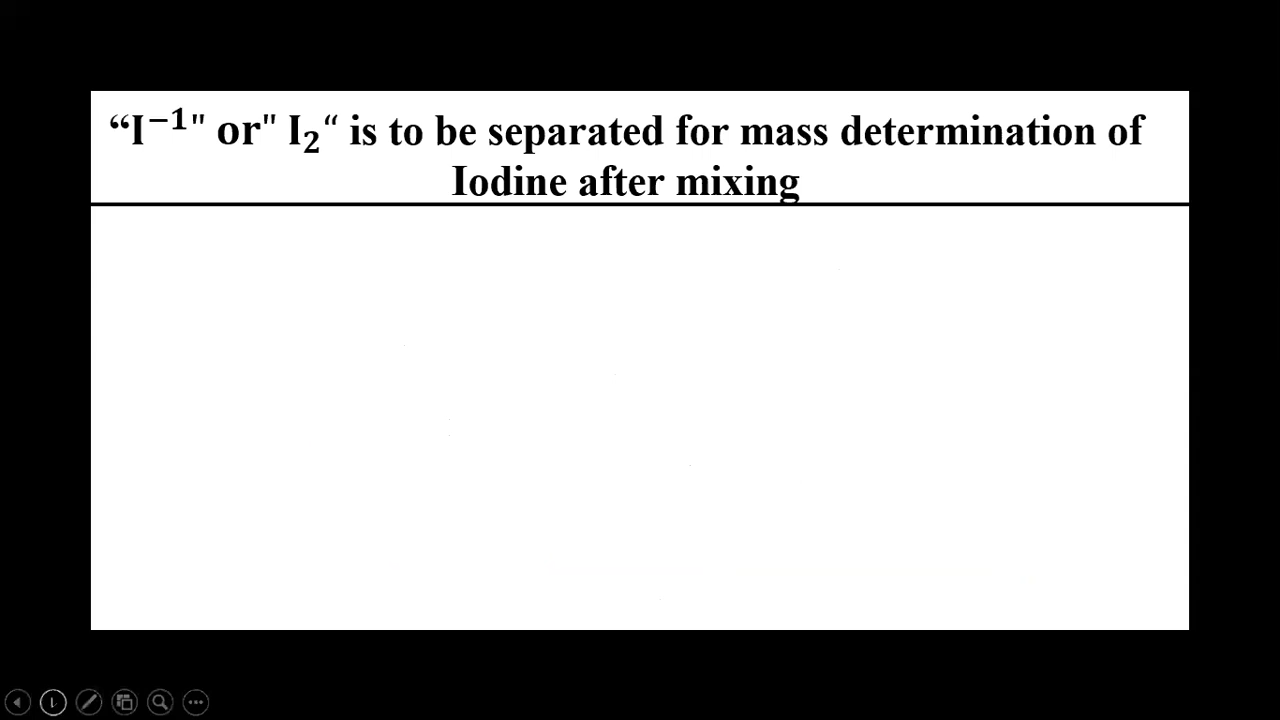 “I⁻¹" or" I₂“ is to be separated for mass determination of
Iodine after mixing